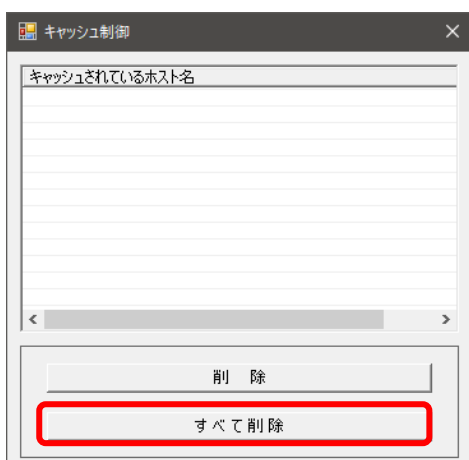 キャッシュ制御
キャッシュされているホスト名
削　除
すべて削除